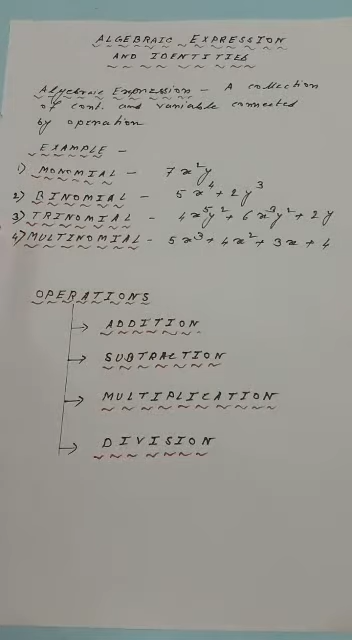 ALGEBRAIC EXPRESSION
AND IDENTITIES
Algebraic Expression - A collection
of cont. and variable connected
by operation
EXAMPLE -
1) MONOMIAL - 7x²y
2) BINOMIAL - 5x⁴ + 2y³
3) TRINOMIAL - 4x⁵y² + 6x³y² + 2y
4) MULTINOMIAL - 5x³ + 4x² + 3x + 4
OPERATIONS
→ ADDITION
→ SUBTRACTION
→ MULTIPLICATION
→ DIVISION